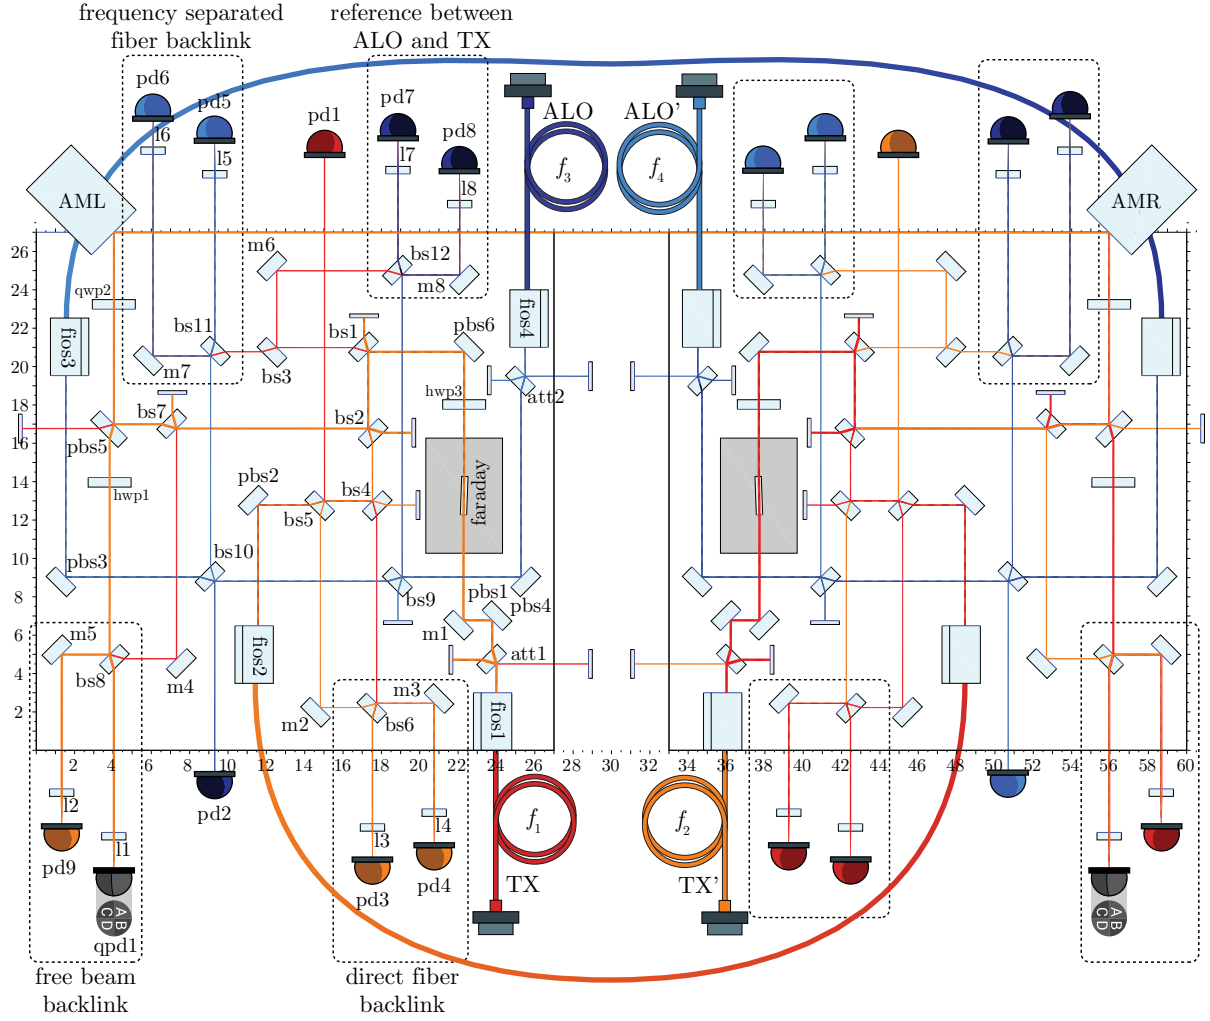 frequency separated
fiber backlink
reference between
ALO and TX
pd6
pd5
pd1
pd7
pd8
ALO
ALO'
l6
l5
l7
l8
f3
f4
AML
AMR
m6
bs12
m8
qwp2
bs11
bs1
pbs6
fios3
fios4
m7
bs3
hwp3
att2
bs7
bs2
pbs5
hwp1
pbs2
bs4
bs5
faraday
pbs3
bs10
bs9
pbs1
pbs4
m5
m1
att1
bs8
m4
fios2
m3
m2
bs6
fios1
26
24
22
20
18
16
14
12
10
8
6
4
2
2 4 6 8 10 12 14 16 18 20 22 24 26 28 30 32 34 36 38 40 42 44 46 48 50 52 54 56 58 60
l2
pd2
l1
l3
l4
f1
f2
pd9
pd3
pd4
TX
TX'
A B
C D
A B
C D
qpd1
free beam
backlink
direct fiber
backlink